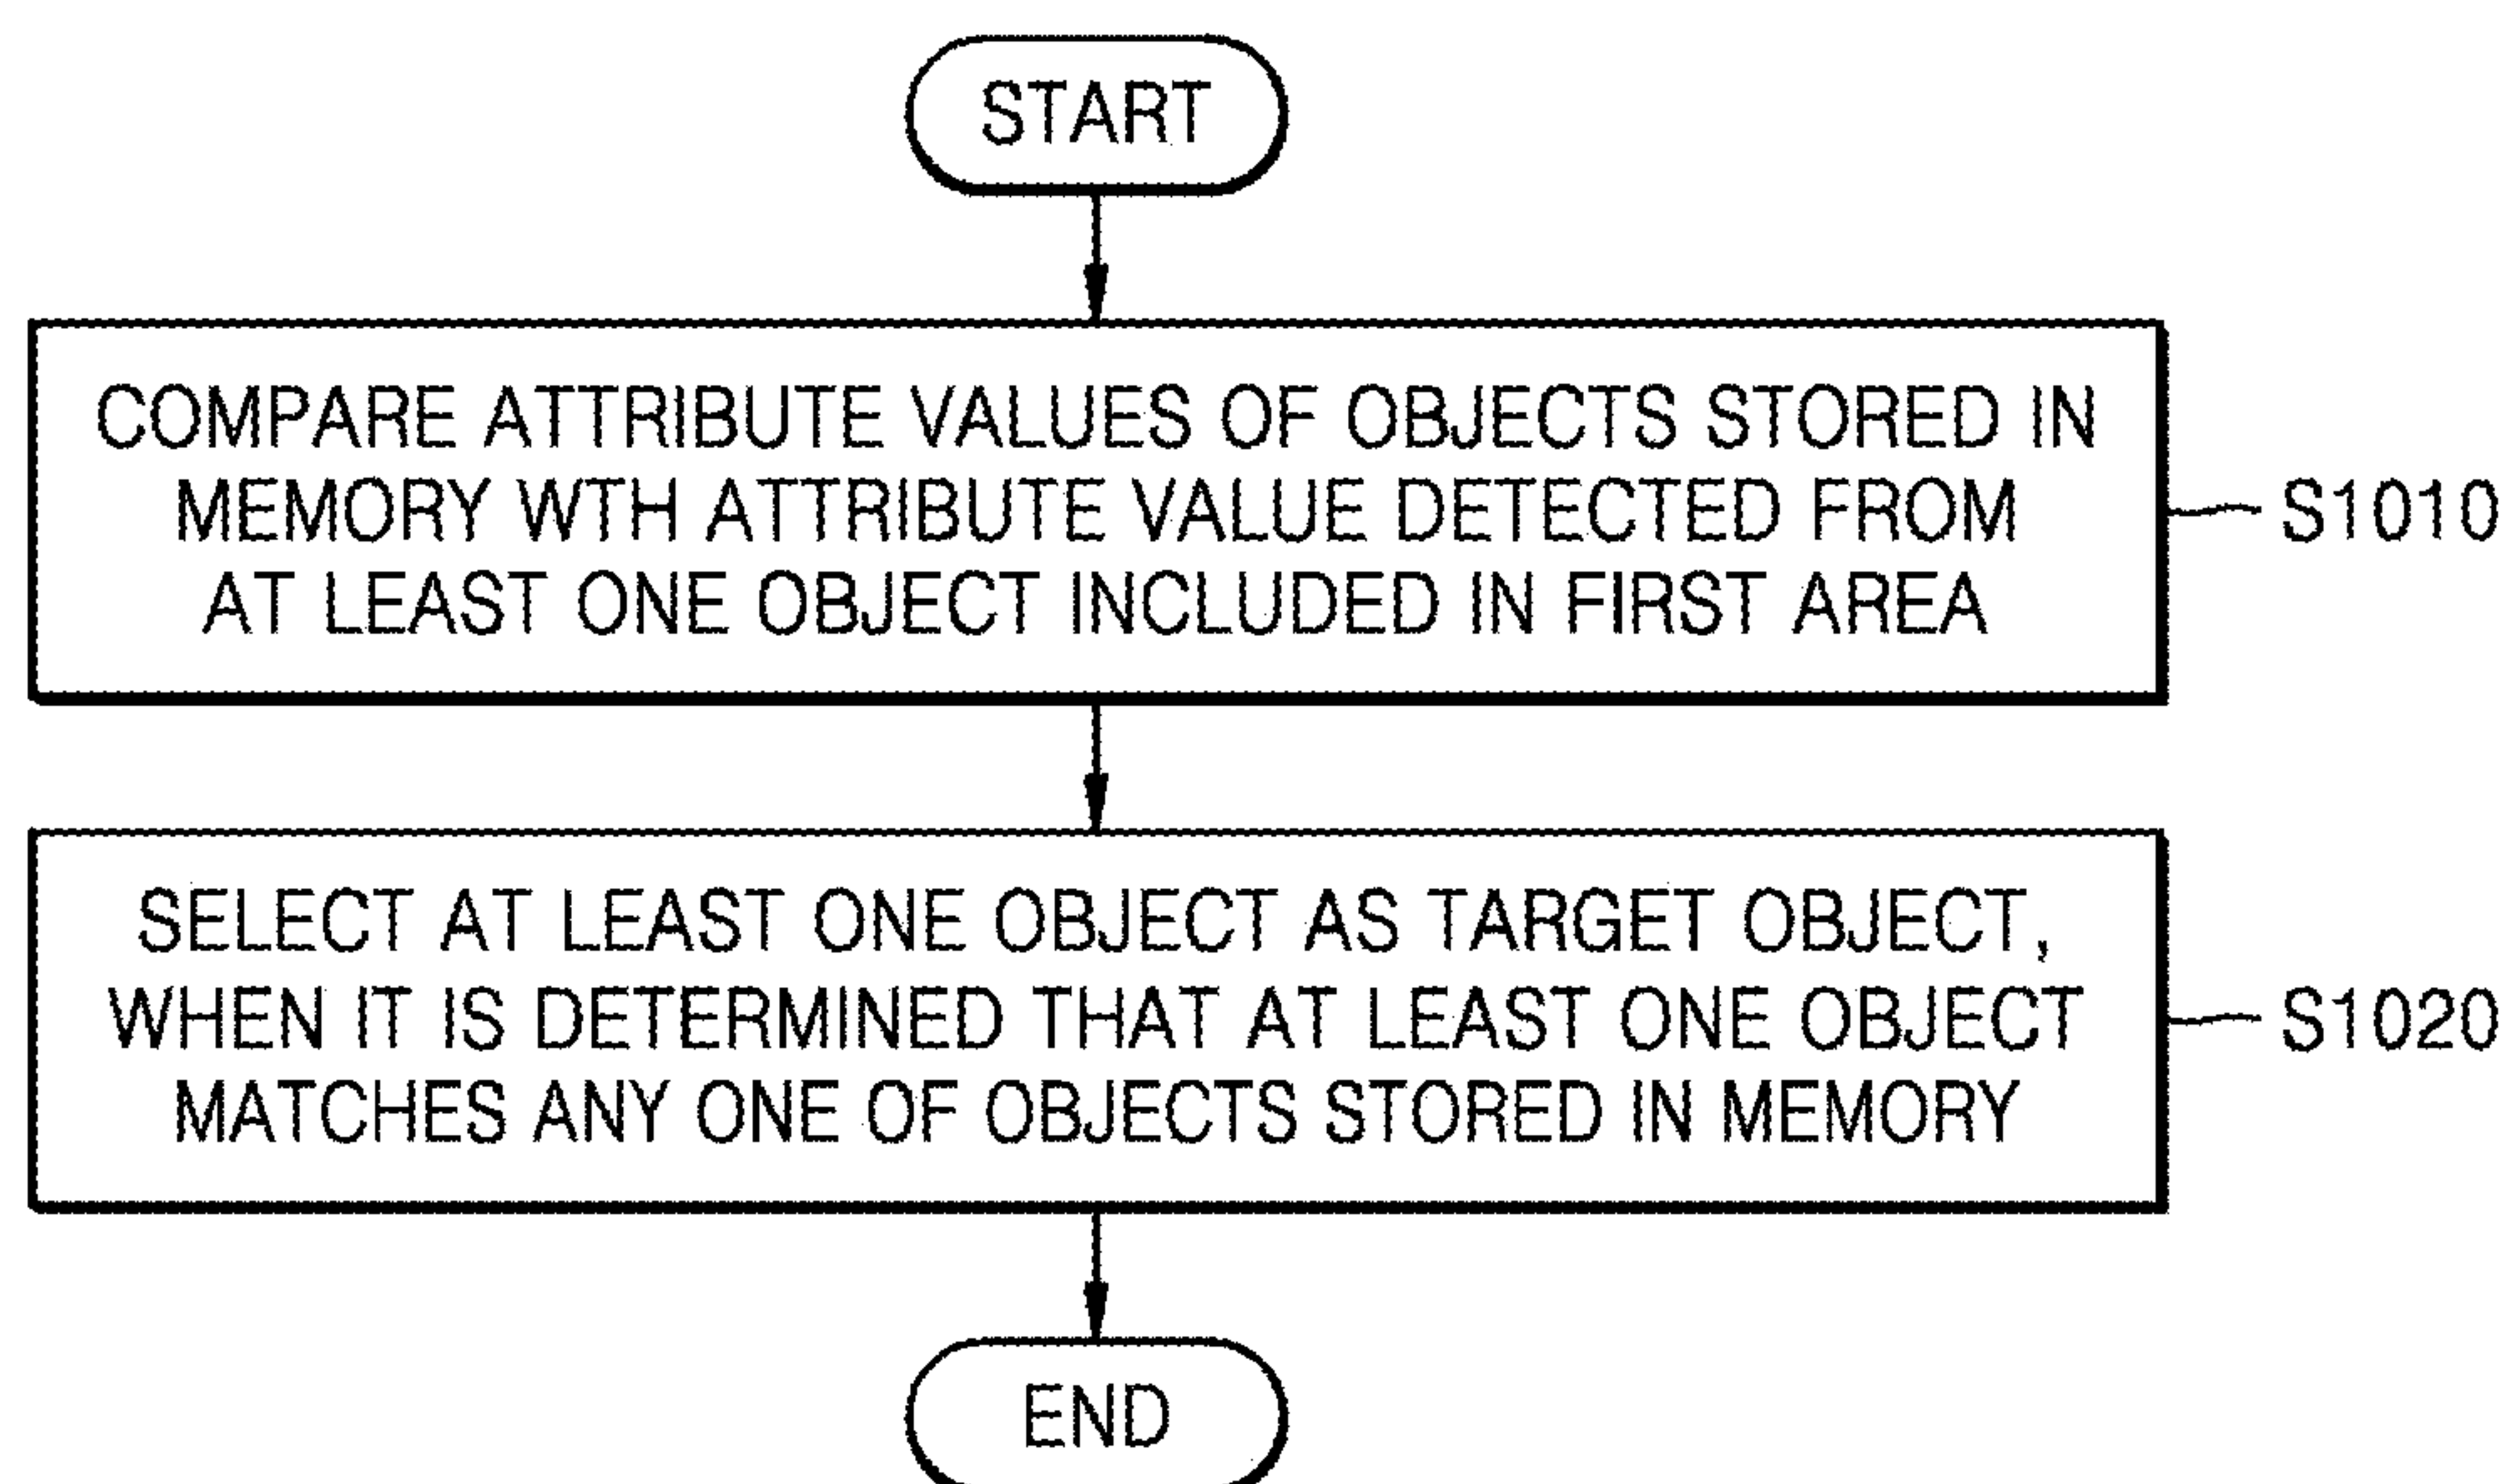 START
COMPARE ATTRIBUTE VALUES OF OBJECTS STORED IN
MEMORY WTH ATTRIBUTE VALUE DETECTED FROM
AT LEAST ONE OBJECT INCLUDED IN FIRST AREA
S1010
SELECT AT LEAST ONE OBJECT AS TARGET OBJECT,
WHEN IT IS DETERMINED THAT AT LEAST ONE OBJECT
MATCHES ANY ONE OF OBJECTS STORED IN MEMORY
S1020
END